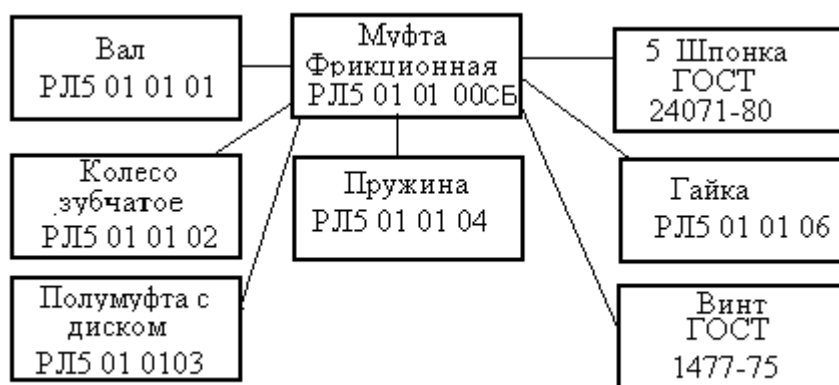 Вал
РЛ5 01 01 01
Муфта
Фрикционная
РЛ5 01 01 00СБ
5 Шпонка
ГОСТ
24071-80
Колесо
зубчатое
РЛ5 01 01 02
Пружина
РЛ5 01 01 04
Гайка
РЛ5 01 01 06
Полумуфта с
диском
РЛ5 01 0103
Винт
ГОСТ
1477-75